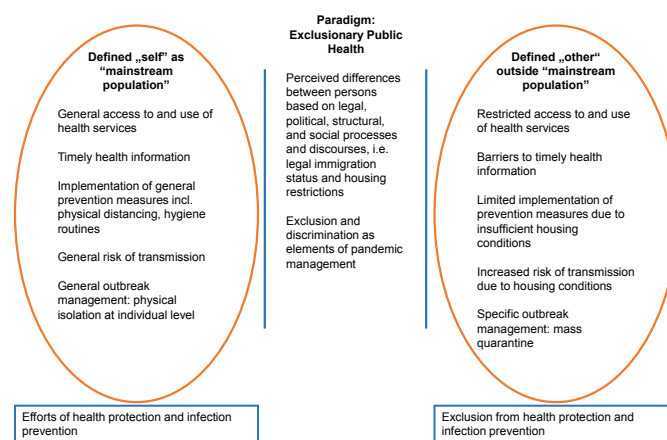 Defined „self” as
“mainstream
population”
General access to and use of
health services
Timely health information
Implementation of general
prevention measures incl.
physical distancing, hygiene
routines
General risk of transmission
General outbreak
management: physical
isolation at individual level
Efforts of health protection and infection
prevention
Paradigm:
Exclusionary Public
Health
Perceived differences
between persons
based on legal,
political, structural,
and social processes
and discourses, i.e.
legal immigration
status and housing
restrictions
Exclusion and
discrimination as
elements of pandemic
management
Defined „other“
outside “mainstream
population”
Restricted access to and use
of health services
Barriers to timely health
information
Limited implementation of
prevention measures due to
insufficient housing
conditions
Increased risk of transmission
due to housing conditions
Specific outbreak
management: mass
quarantine
Exclusion from health protection and
infection prevention